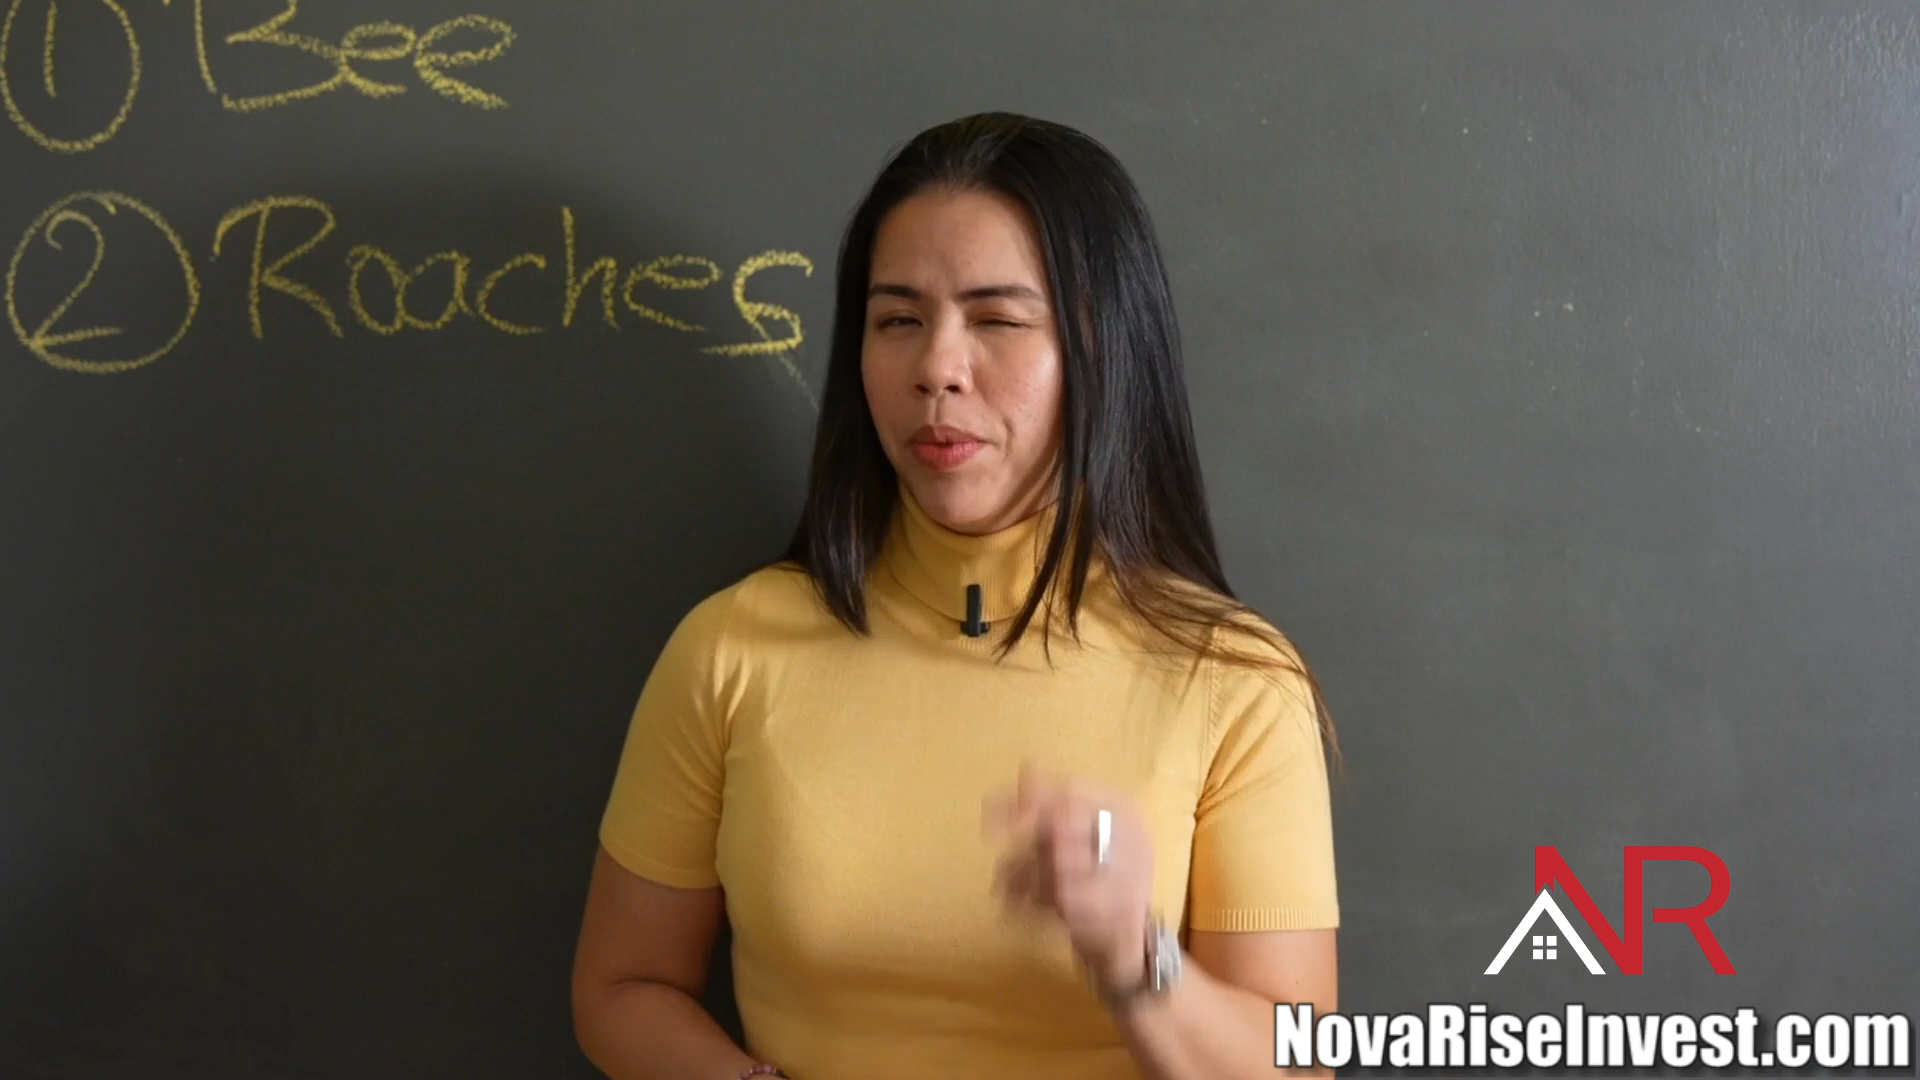 ① Bee
② Roaches
NR
NovaRiseInvest.com